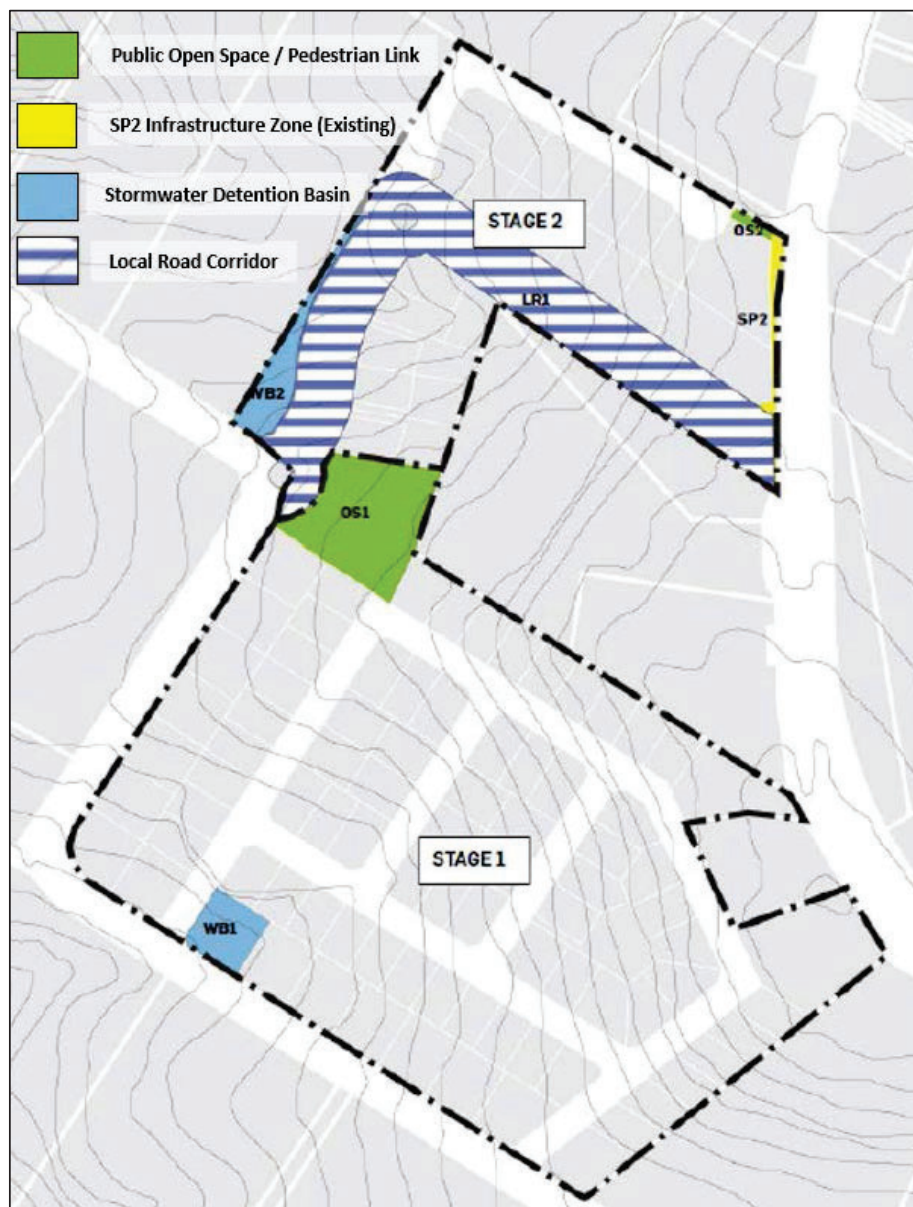 Public Open Space / Pedestrian Link
SP2 Infrastructure Zone (Existing)
Stormwater Detention Basin
Local Road Corridor
STAGE 2
OS2
LR1
SP2
WB2
OS1
STAGE 1
WB1